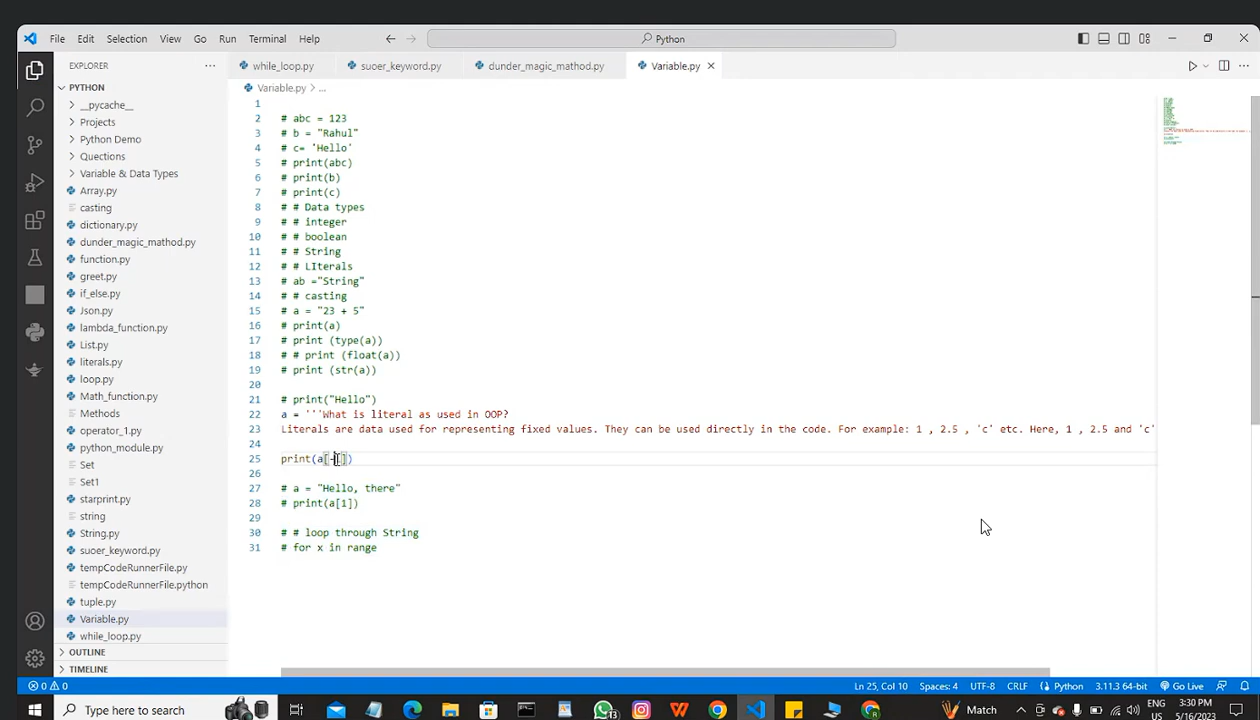 File Edit Selection View Go Run Terminal Help
Python
EXPLORER
while_loop.py
suoer_keyword.py
dunder_magic_mathod.py
Variable.py
PYTHON
__pycache__
Projects
Python Demo
Quections
Variable & Data Types
Array.py
casting
dictionary.py
dunder_magic_mathod.py
function.py
greet.py
if_else.py
Json.py
lambda_function.py
List.py
literals.py
loop.py
Math_function.py
Methods
operator_1.py
python_module.py
Set
Set1
starprint.py
string
String.py
suoer_keyword.py
tempCodeRunnerFile.py
tempCodeRunnerFile.python
tuple.py
Variable.py
while_loop.py
OUTLINE
TIMELINE
Variable.py > ...
1
2 # abc = 123
3 # b = "Rahul"
4 # c= 'Hello'
5 # print(abc)
6 # print(b)
7 # print(c)
8 # # Data types
9 # # integer
10 # # boolean
11 # # String
12 # # LIterals
13 # ab ="String"
14 # # casting
15 # a = "23 + 5"
16 # print(a)
17 # print (type(a))
18 # # print (float(a))
19 # print (str(a))
20
21 # print("Hello")
22 a = '''What is literal as used in OOP?
23 Literals are data used for representing fixed values. They can be used directly in the code. For example: 1 , 2.5 , 'c' etc. Here, 1 , 2.5 and 'c'
24
25 print(a[ ])
26
27 # a = "Hello, there"
28 # print(a[1])
29
30 # # loop through String
31 # for x in range
0 0
Ln 25, Col 10 Spaces: 4 UTF-8 CRLF Python 3.11.3 64-bit Go Live
Type here to search
13
Match
3:30 PM
5/16/2023